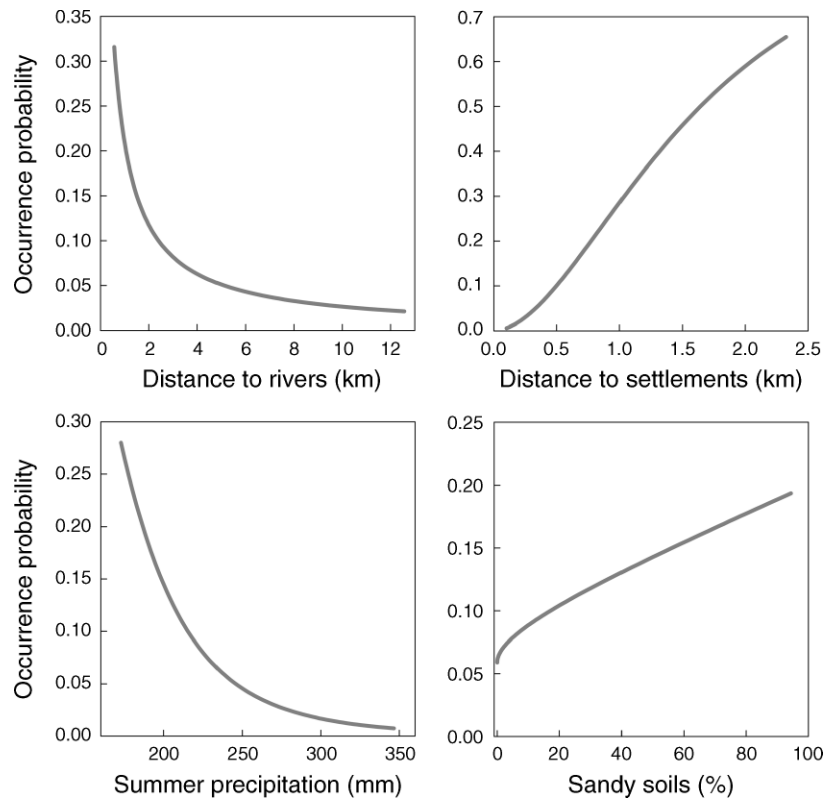 0.35
0.30
0.25
0.20
0.15
0.10
0.05
0.00
0 2 4 6 8 10 12
Distance to rivers (km)
Occurrence probability
0.7
0.6
0.5
0.4
0.3
0.2
0.1
0.0
0.0 0.5 1.0 1.5 2.0 2.5
Distance to settlements (km)
0.30
0.25
0.20
0.15
0.10
0.05
0.00
200 250 300 350
Summer precipitation (mm)
Occurrence probability
0.25
0.20
0.15
0.10
0.05
0.00
0 20 40 60 80 100
Sandy soils (%)